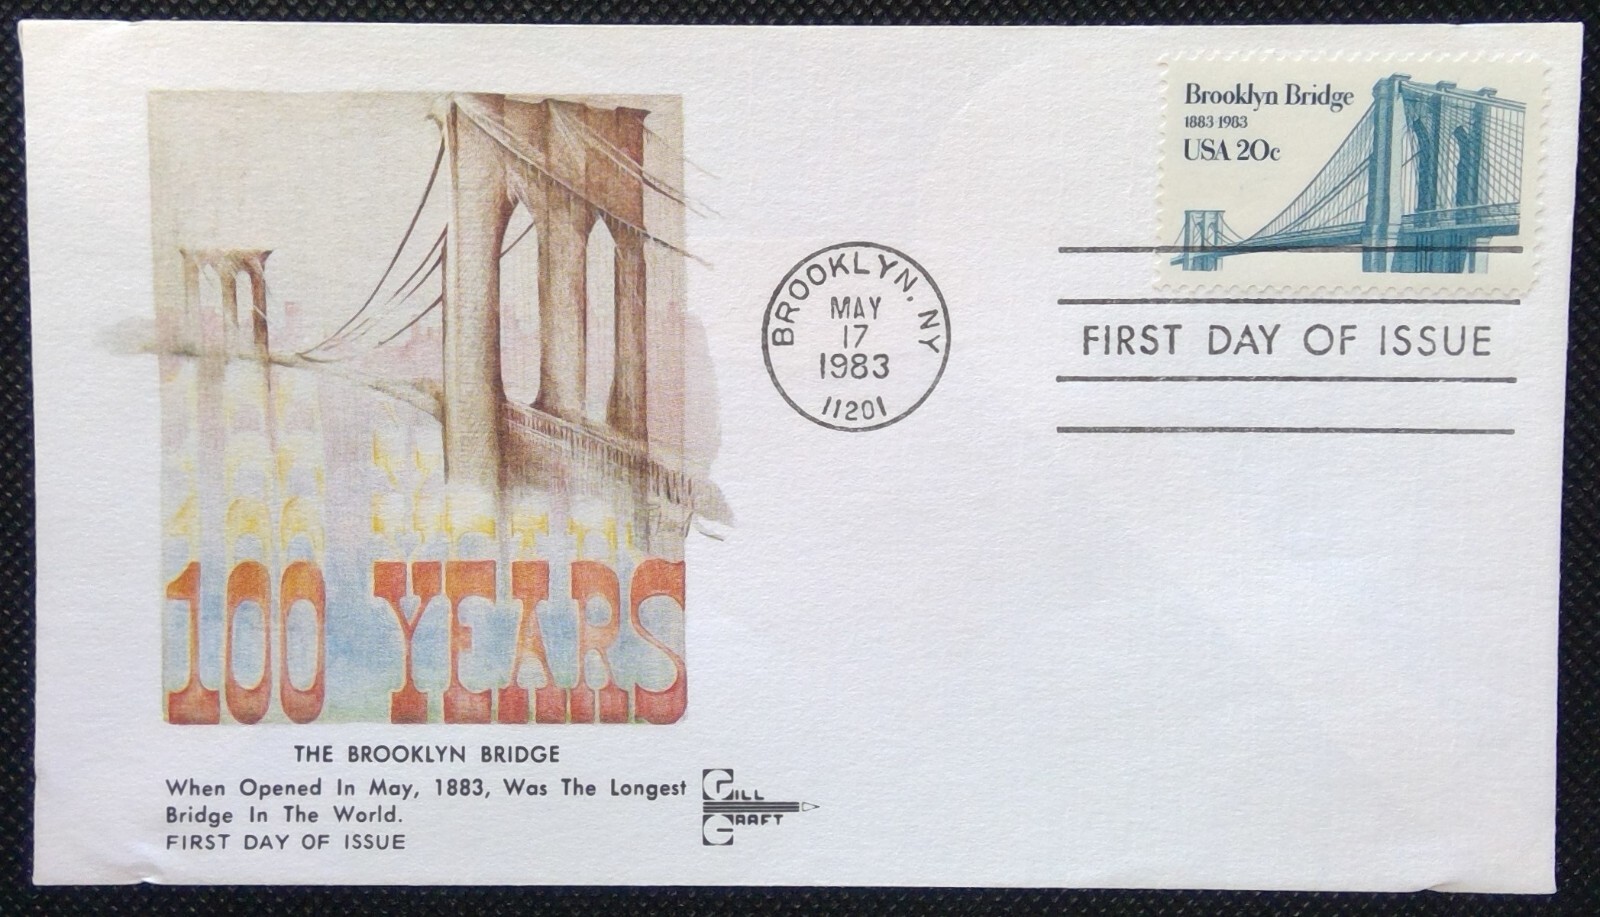 Brooklyn Bridge
1883-1983
USA 20c
BROOKLYN, NY
MAY
17
1983
11201
FIRST DAY OF ISSUE
100 YEARS
THE BROOKLYN BRIDGE
When Opened In May, 1883, Was The Longest
Bridge In The World.
FIRST DAY OF ISSUE
GILL
CRAFT